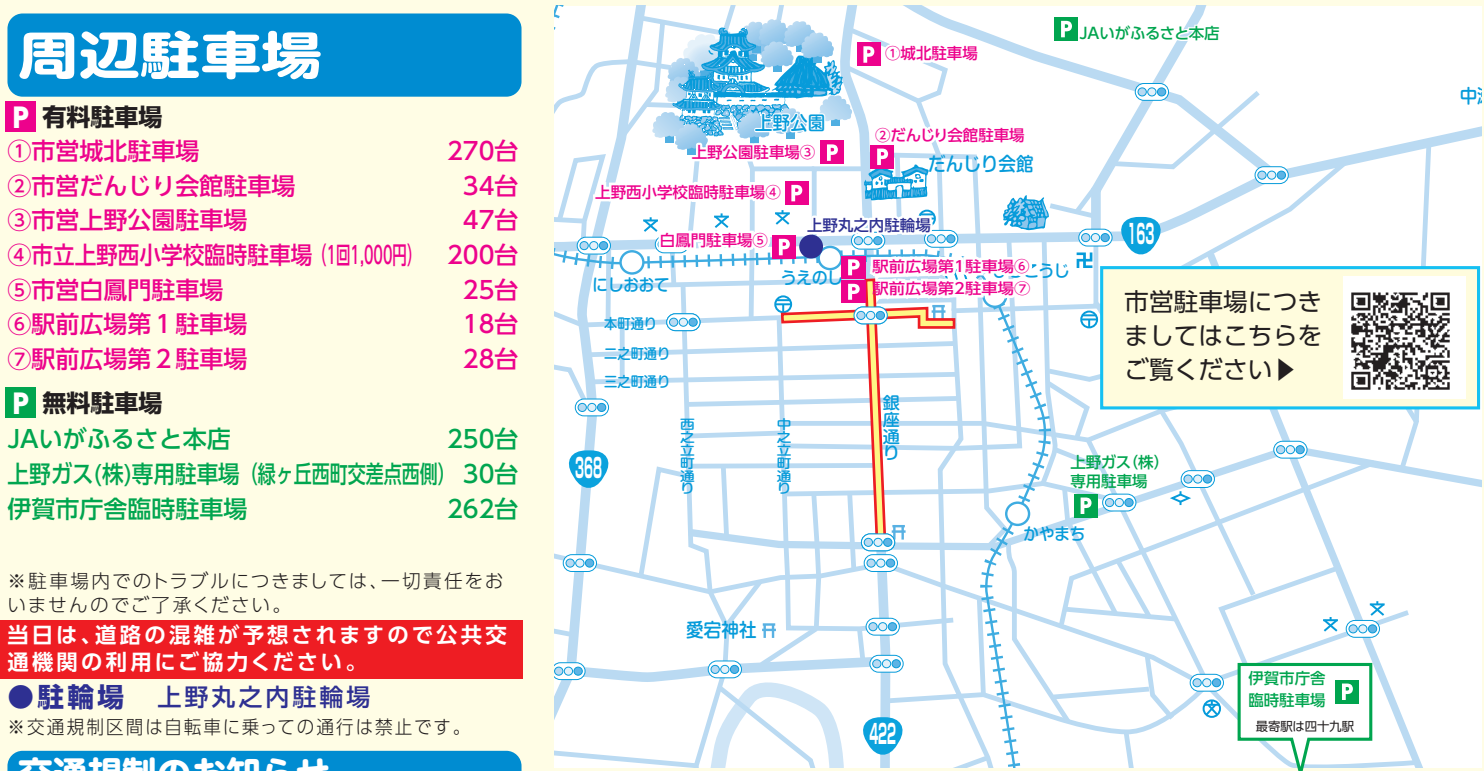 周辺駐車場
P 有料駐車場
①市営城北駐車場 270台
②市営だんじり会館駐車場 34台
③市営上野公園駐車場 47台
④市立上野西小学校臨時駐車場 (1回1,000円) 200台
⑤市営白鳳門駐車場 25台
⑥駅前広場第1駐車場 18台
⑦駅前広場第2駐車場 28台
P 無料駐車場
JAいがふるさと本店 250台
上野ガス(株)専用駐車場 (緑ヶ丘西町交差点西側) 30台
伊賀市庁舎臨時駐車場 262台
※駐車場内でのトラブルにつきましては、一切責任をお
いませんのでご了承ください。
当日は、道路の混雑が予想されますので公共交
通機関の利用にご協力ください。
●駐輪場 上野丸之内駐輪場
※交通規制区間は自転車に乗っての通行は禁止です。
交通規制のお知らせ
P JAいがふるさと本店
P ①城北駐車場
上野公園
②だんじり会館駐車場
P
上野公園駐車場③ P
だんじり会館
上野西小学校臨時駐車場④ P
文 文 文
上野丸之内駐輪場
白鳳門駐車場⑤ P
163
卍
にしおおて
うえのし
P 駅前広場第1駐車場⑥
こうじ
P 駅前広場第2駐車場⑦
市営駐車場につき
ましてはこちらを
ご覧ください▶
本町通り
二之町通り
三之町通り
西之立町通り
中之立町通り
銀座通り
368
上野ガス(株)
専用駐車場
P
かやまち
愛宕神社
文 文
422
伊賀市庁舎
臨時駐車場 P
最寄駅は四十九駅